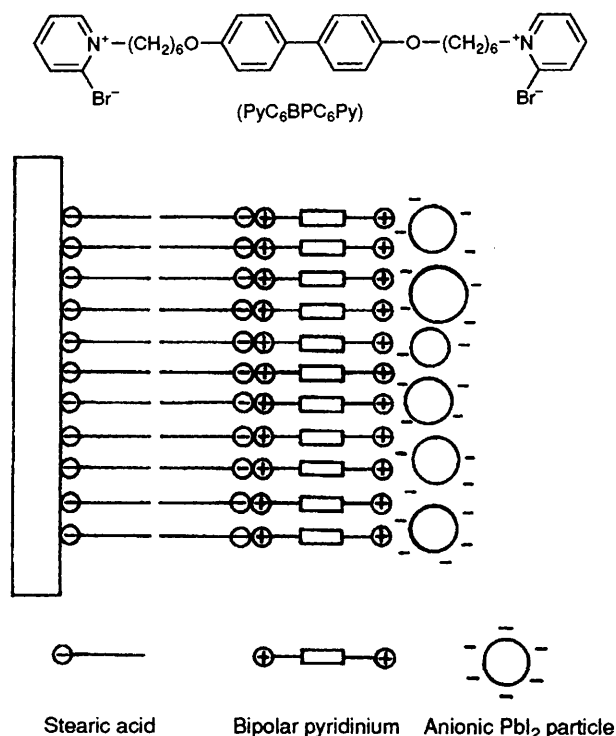 N⁺ (CH₂)₆O O (CH₂)₆ N⁺
Br⁻ Br⁻
(PyC₆BPC₆Py)
Stearic acid Bipolar pyridinium Anionic PbI₂ particle